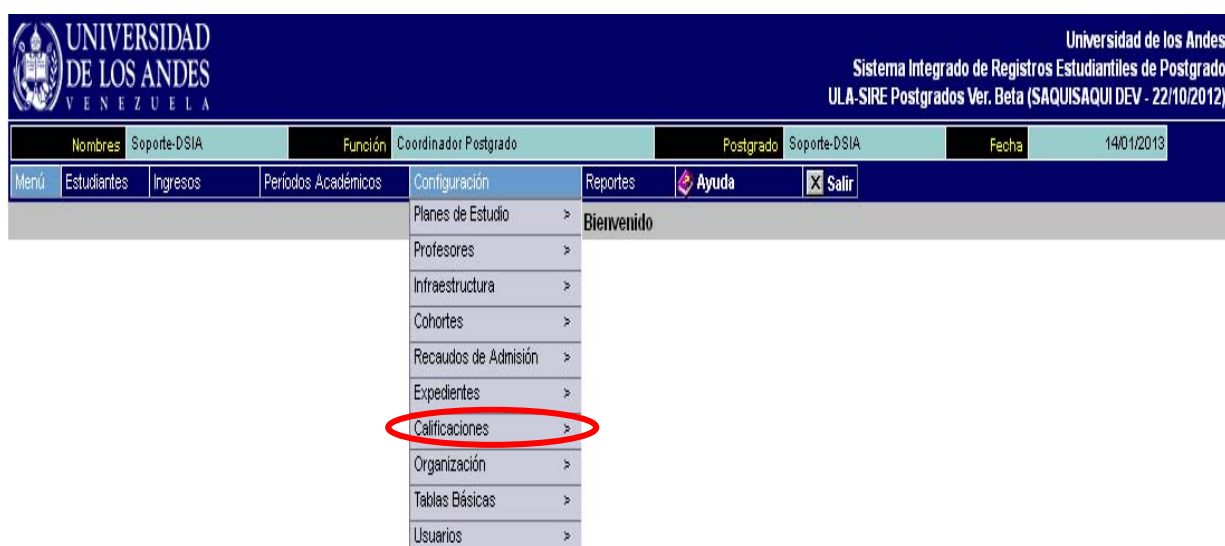 UNIVERSIDAD
DE LOS ANDES
VENEZUELA
Universidad de los Andes
Sistema Integrado de Registros Estudiantiles de Postgrado
ULA-SIRE Postgrados Ver. Beta (SAQUISAQUI DEV - 22/10/2012)
Nombres Soporte-DSIA Función Coordinador Postgrado Postgrado Soporte-DSIA Fecha 14/01/2013
Menú Estudiantes Ingresos Períodos Académicos Configuración Reportes Ayuda X Salir
Bienvenido
Planes de Estudio >
Profesores >
Infraestructura >
Cohortes >
Recaudos de Admisión >
Expedientes >
Calificaciones >
Organización >
Tablas Básicas >
Usuarios >